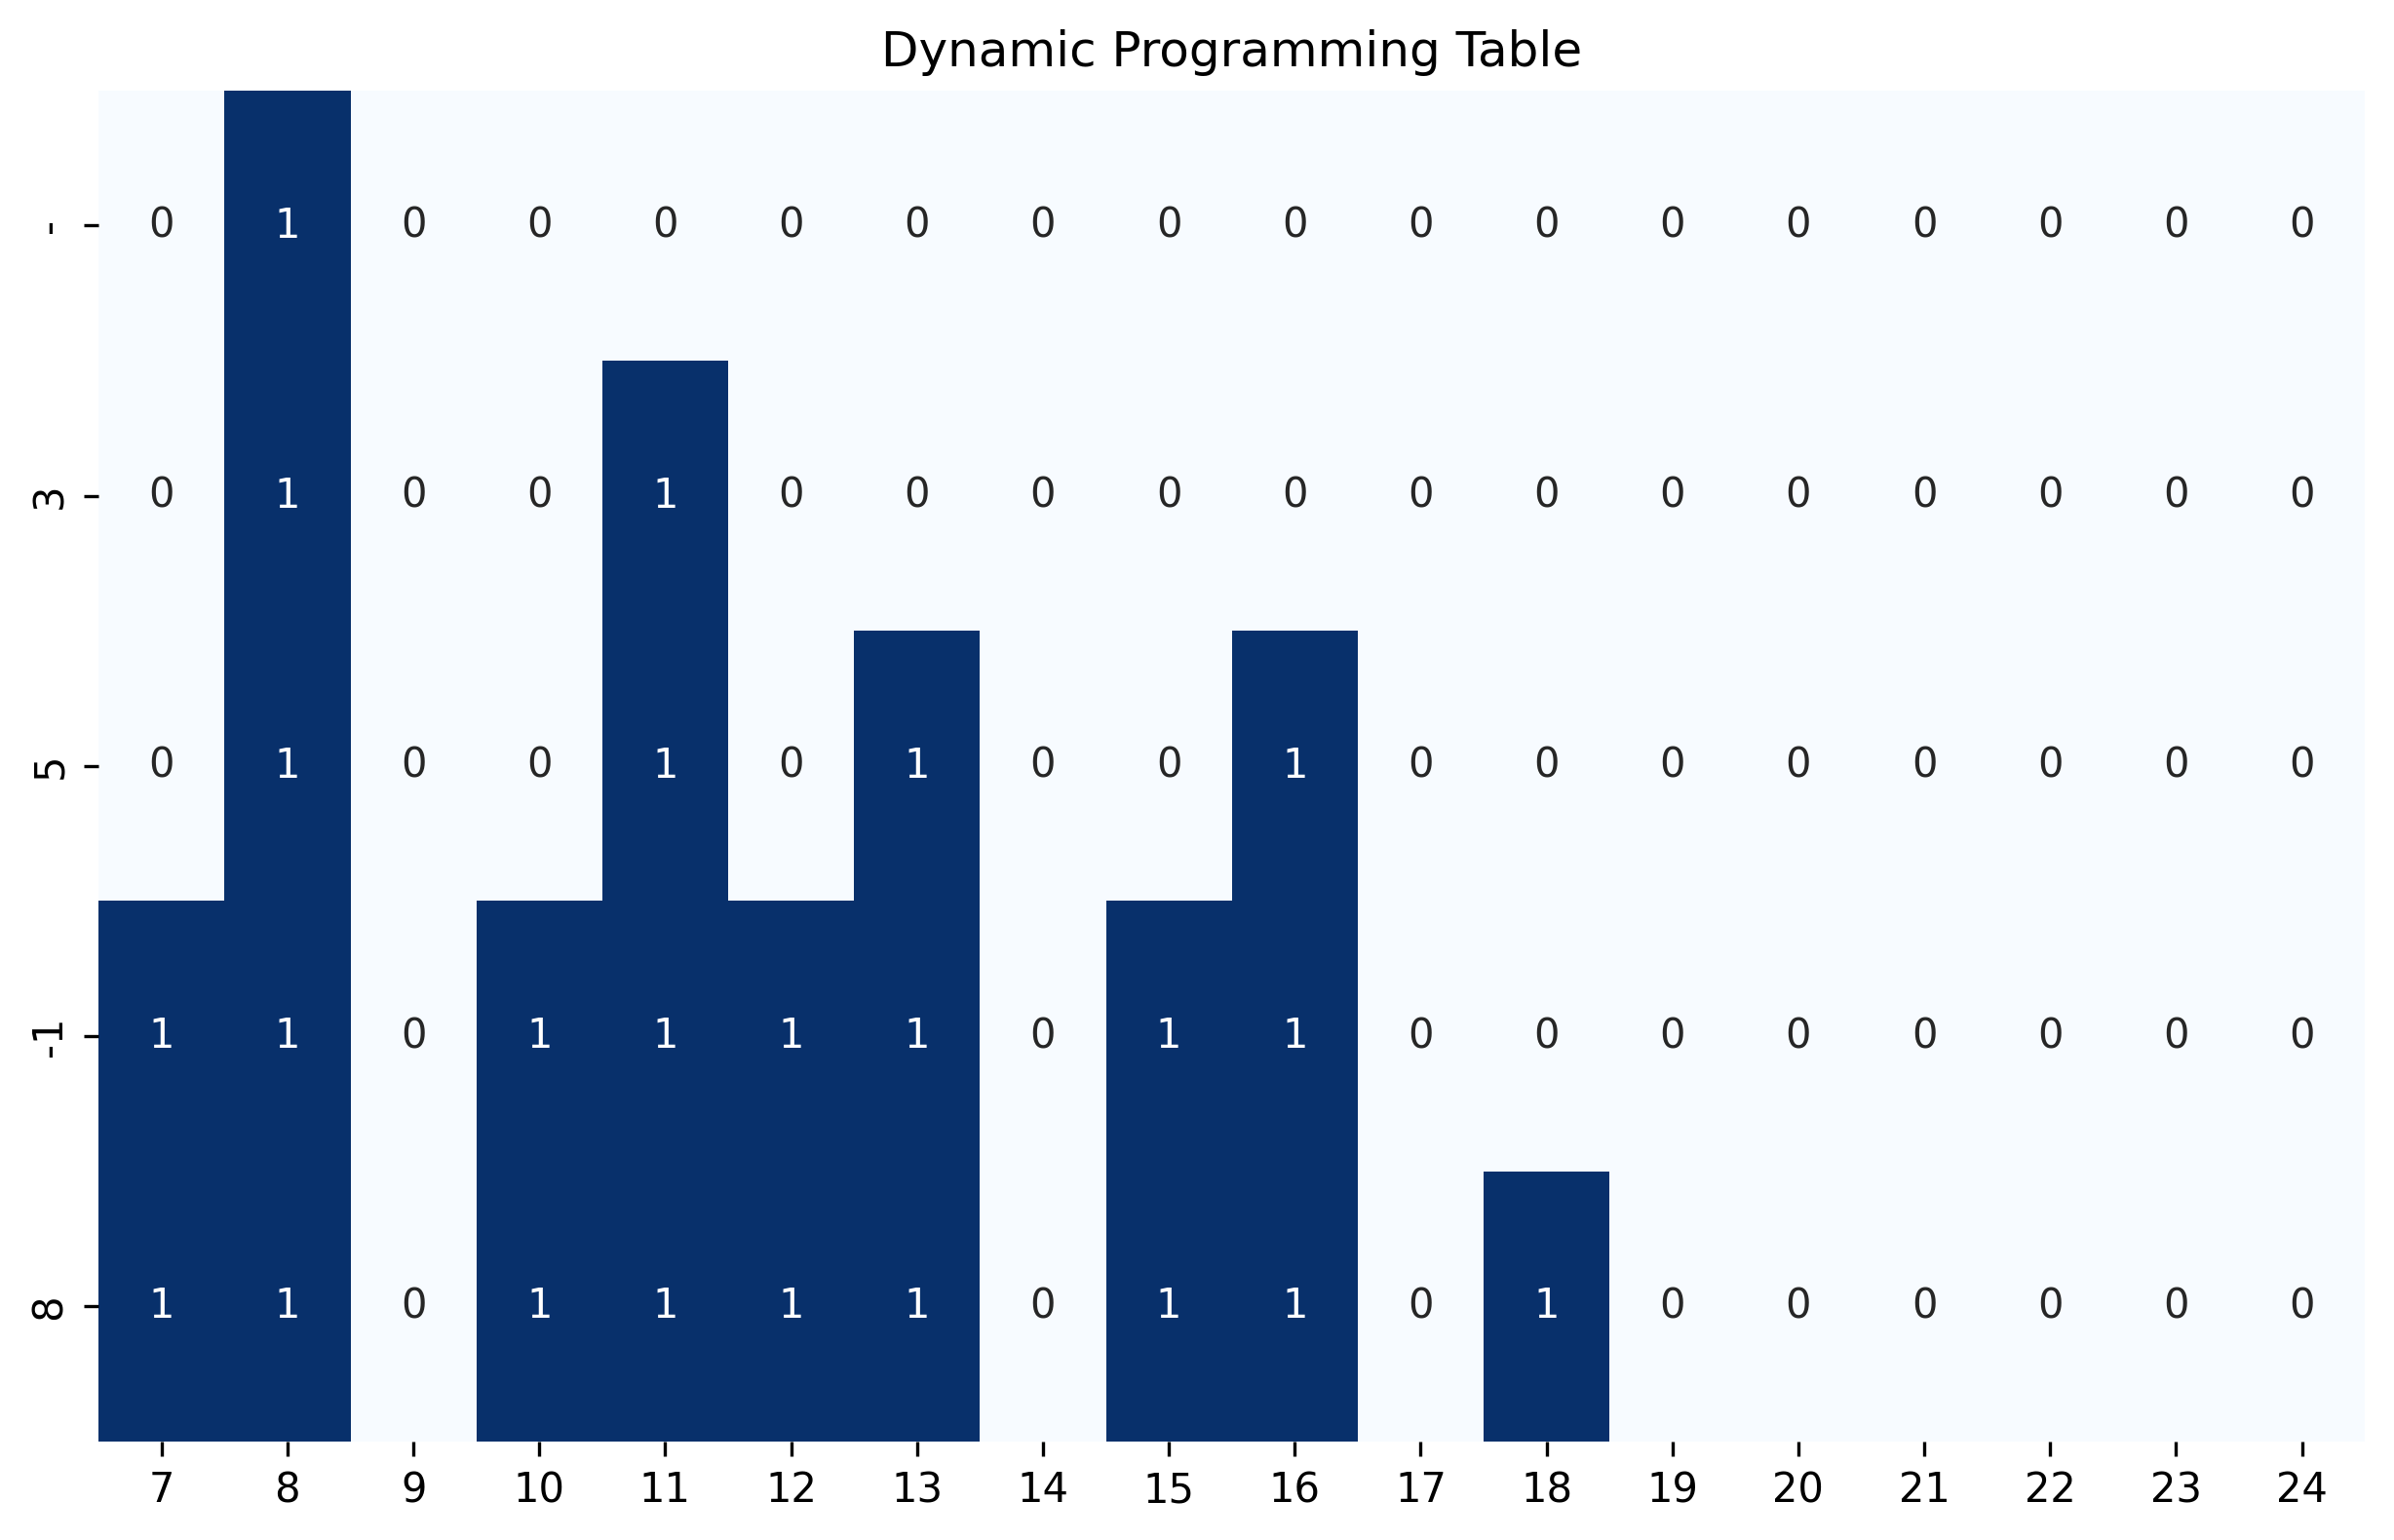 Dynamic Programming Table
- 0 1 0 0 0 0 0 0 0 0 0 0 0 0 0 0 0 0
3 0 1 0 0 1 0 0 0 0 0 0 0 0 0 0 0 0 0
5 0 1 0 0 1 0 1 0 0 1 0 0 0 0 0 0 0 0
-1 1 1 0 1 1 1 1 0 1 1 0 0 0 0 0 0 0 0
8 1 1 0 1 1 1 1 0 1 1 0 1 0 0 0 0 0 0
7 8 9 10 11 12 13 14 15 16 17 18 19 20 21 22 23 24